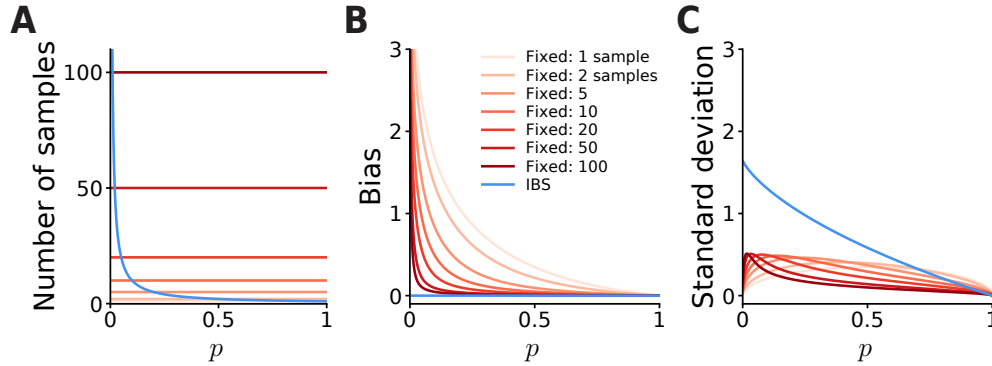 A
Number of samples
100
50
0
0
0.5
1
p
B
Bias
3
2
1
0
0
0.5
1
p
Fixed: 1 sample
Fixed: 2 samples
Fixed: 5
Fixed: 10
Fixed: 20
Fixed: 50
Fixed: 100
IBS
C
Standard deviation
3
2
1
0
0
0.5
1
p